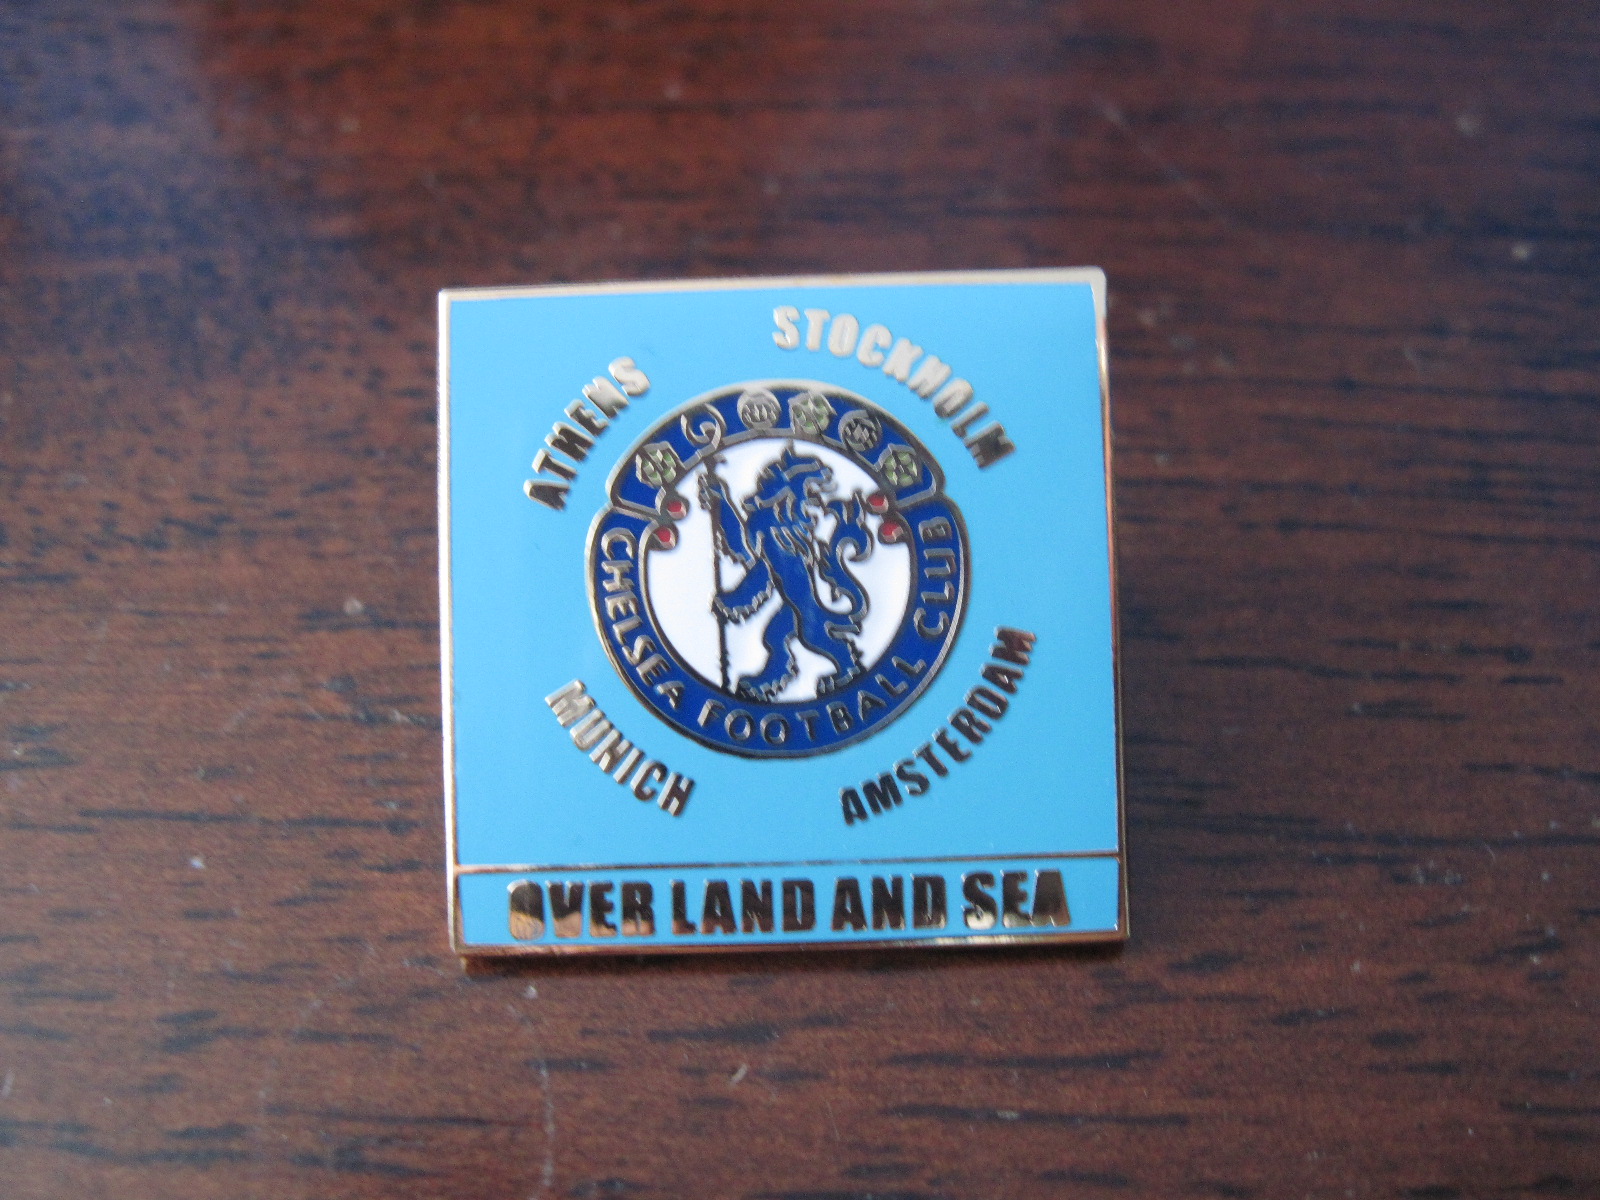 ATHENS
STOCKHOLM
CHELSEA FOOTBALL CLUB
MUNICH
AMSTERDAM
OVER LAND AND SEA